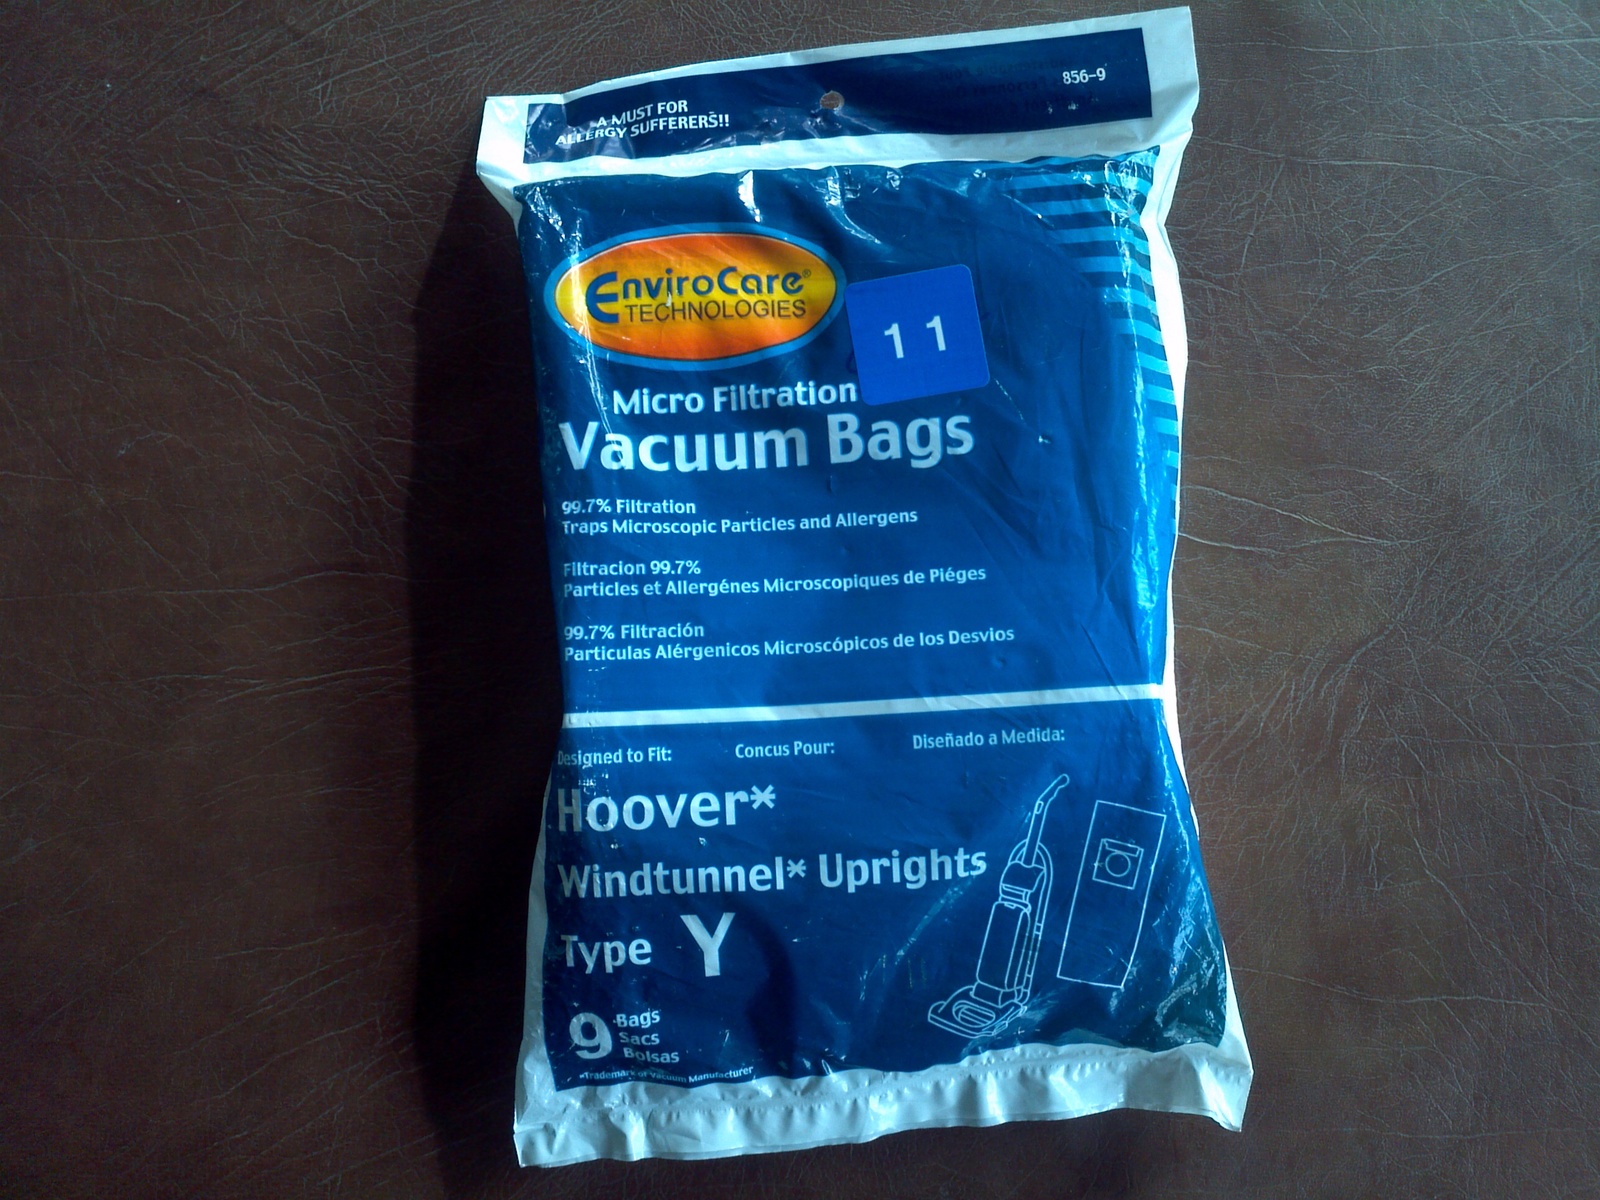 A MUST FOR
ALLERGY SUFFERERS!!
856-9
EnviroCare®
TECHNOLOGIES
1 1
Micro Filtration
Vacuum Bags
99.7% Filtration
Traps Microscopic Particles and Allergens
Filtracion 99.7%
Particles et Allergénes Microscopiques de Piéges
99.7% Filtración
Particulas Alérgenicos Microscópicos de los Desvios
Designed to Fit:
Concus Pour:
Diseñado a Medida:
Hoover*
Windtunnel* Uprights
Type Y
9 Bags
Sacs
Bolsas
*Trademark of Vacuum Manufacturer